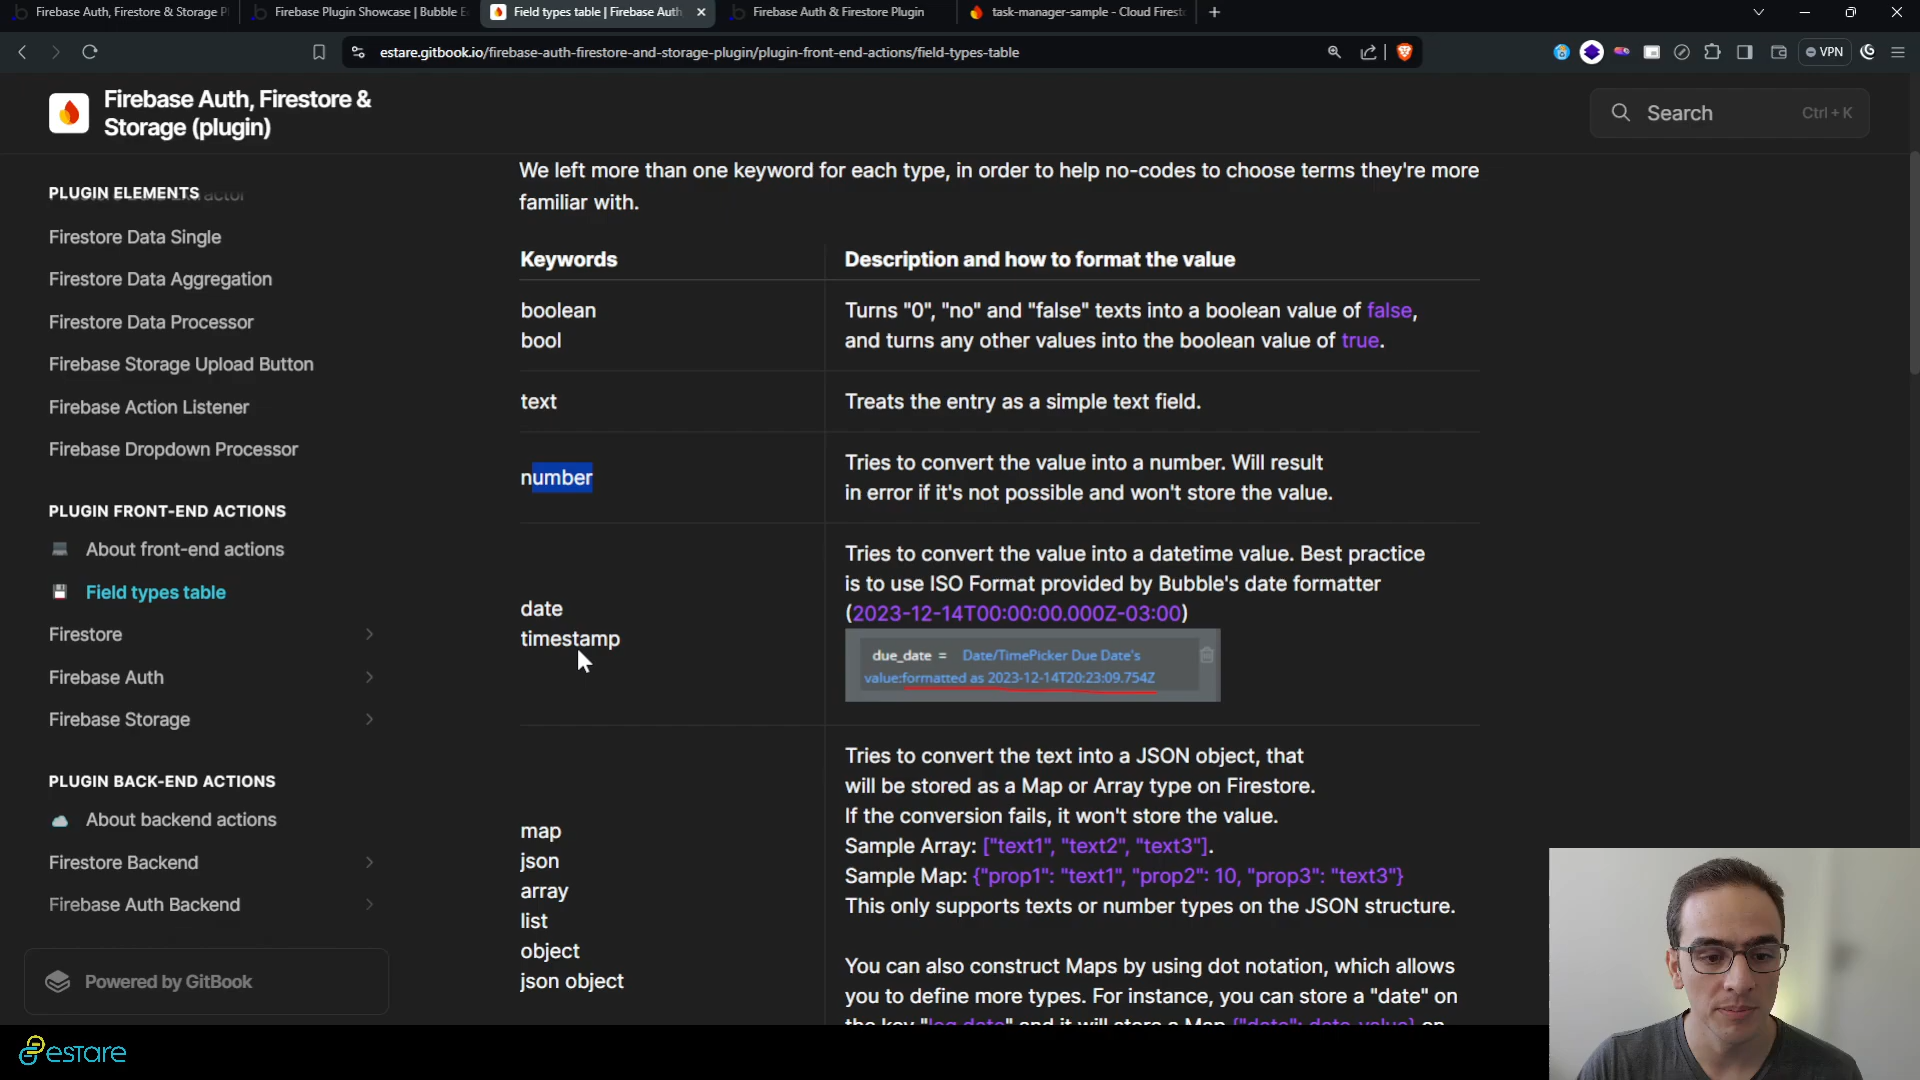 Firebase Auth, Firestore & Storage P
Firebase Plugin Showcase | Bubble E
Field types table | Firebase Auth
Firebase Auth & Firestore Plugin
task-manager-sample - Cloud Firest
estare.gitbook.io/firebase-auth-firestore-and-storage-plugin/plugin-front-end-actions/field-types-table
VPN
Firebase Auth, Firestore &
Storage (plugin)
Search
Ctrl + K
PLUGIN ELEMENTS
Firestore Data Single
Firestore Data Aggregation
Firestore Data Processor
Firebase Storage Upload Button
Firebase Action Listener
Firebase Dropdown Processor
PLUGIN FRONT-END ACTIONS
About front-end actions
Field types table
Firestore
Firebase Auth
Firebase Storage
PLUGIN BACK-END ACTIONS
About backend actions
Firestore Backend
Firebase Auth Backend
Powered by GitBook
We left more than one keyword for each type, in order to help no-codes to choose terms they're more
familiar with.
Keywords
Description and how to format the value
boolean
bool
Turns "0", "no" and "false" texts into a boolean value of false,
and turns any other values into the boolean value of true.
text
Treats the entry as a simple text field.
number
Tries to convert the value into a number. Will result
in error if it's not possible and won't store the value.
date
timestamp
Tries to convert the value into a datetime value. Best practice
is to use ISO Format provided by Bubble's date formatter
(2023-12-14T00:00:00.000Z-03:00)
due_date = Date/TimePicker Due Date's
value:formatted as 2023-12-14T20:23:09.754Z
map
json
array
list
object
json object
Tries to convert the text into a JSON object, that
will be stored as a Map or Array type on Firestore.
If the conversion fails, it won't store the value.
Sample Array: ["text1", "text2", "text3"].
Sample Map: {"prop1": "text1", "prop2": 10, "prop3": "text3"}
This only supports texts or number types on the JSON structure.
You can also construct Maps by using dot notation, which allows
you to define more types. For instance, you can store a "date" on
the key "log.date" and it will store a Map {"date": date_value} on
estare